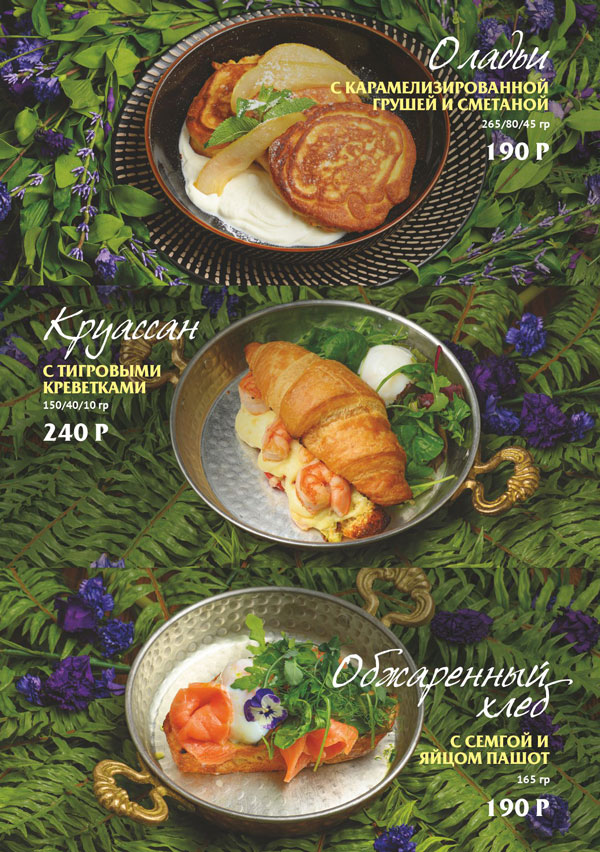 Оладьи
С КАРАМЕЛИЗИРОВАННОЙ
ГРУШЕЙ И СМЕТАНОЙ
265/80/45 гр
190 Р
Круассан
С ТИГРОВЫМИ
КРЕВЕТКАМИ
150/40/10 гр
240 Р
Обжаренный
хлеб
С СЕМГОЙ И
ЯЙЦОМ ПАШОТ
165 гр
190 Р